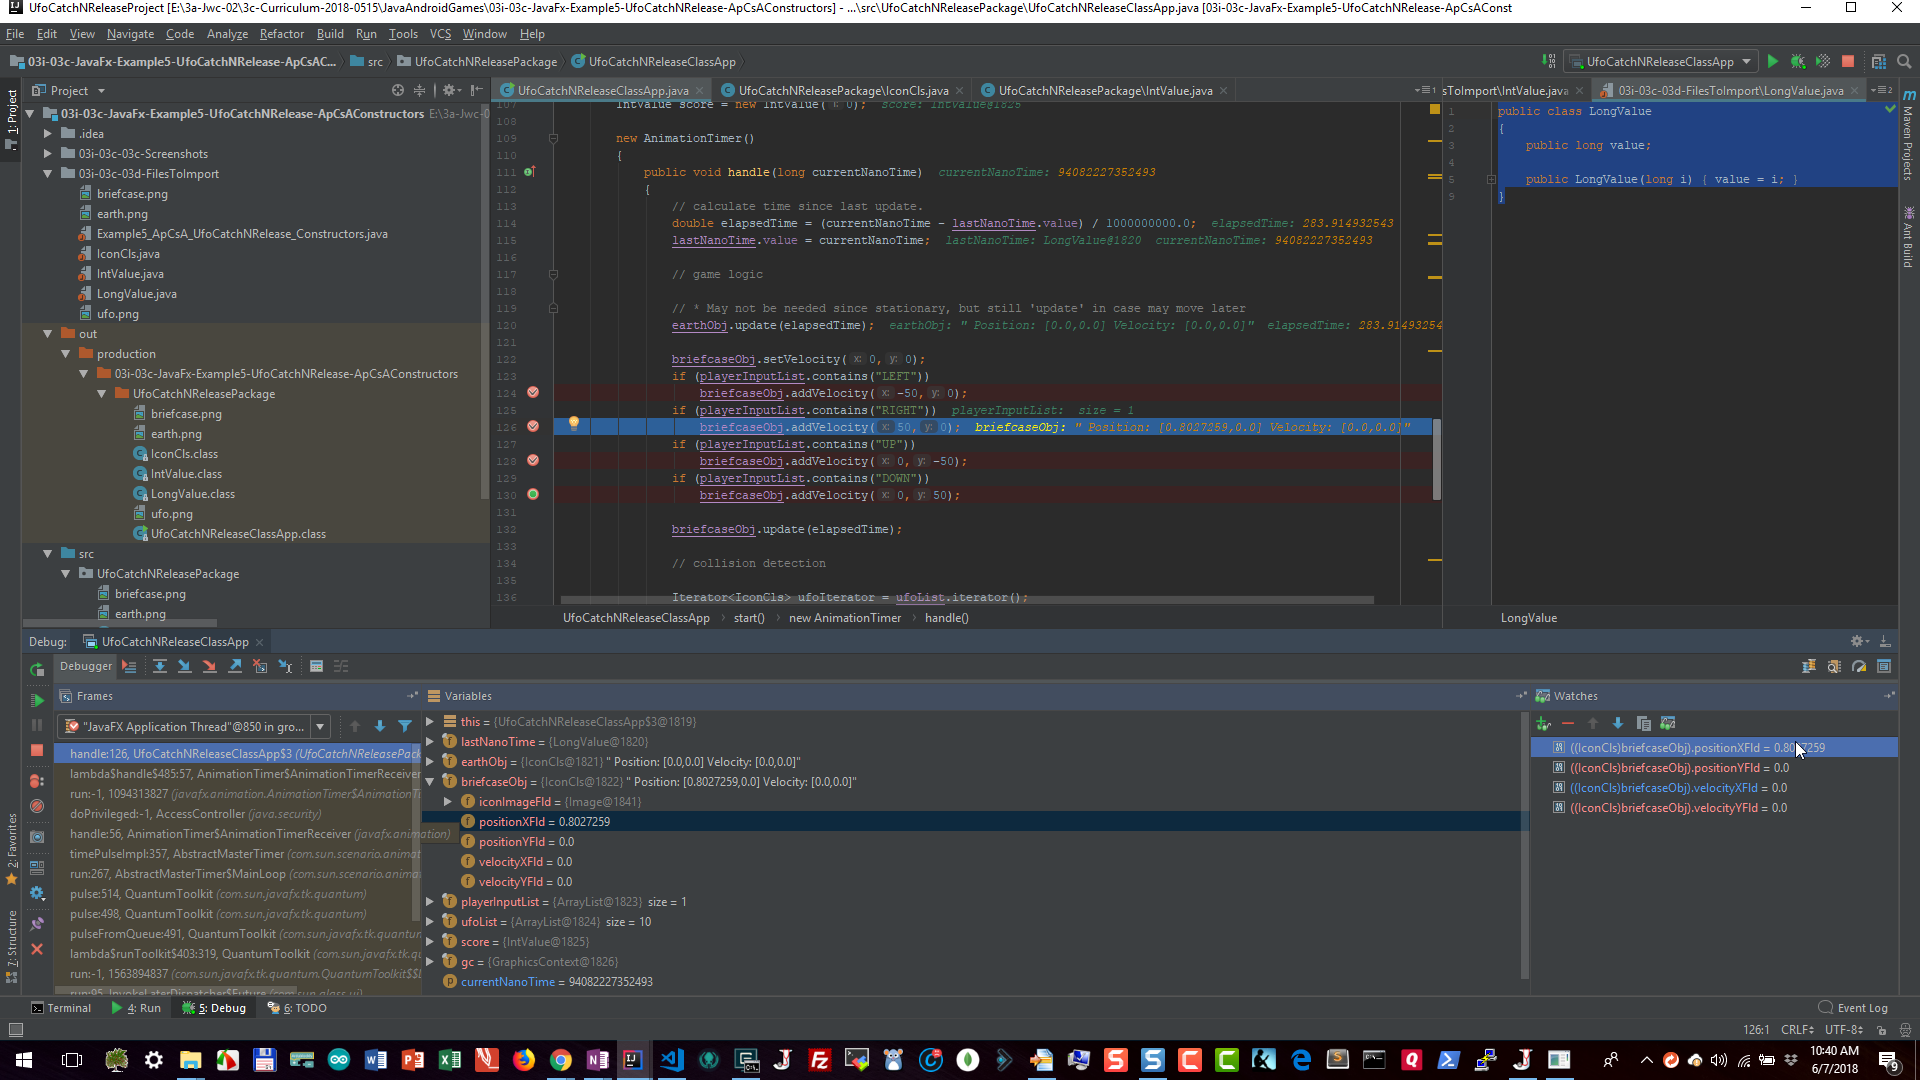 UfoCatchNReleaseProject [E:\3a-Jwc-02\3c-Curriculum-2018-0515\JavaAndroidGames\03i-03c-JavaFx-Example5-UfoCatchNRelease-ApCsAConstructors] - ...\src\UfoCatchNReleasePackage\UfoCatchNReleaseClassApp.java [03i-03c-JavaFx-Example5-UfoCatchNRelease-ApCsAConst
File Edit View Navigate Code Analyze Refactor Build Run Tools VCS Window Help
03i-03c-JavaFx-Example5-UfoCatchNRelease-ApCsAC... src UfoCatchNReleasePackage UfoCatchNReleaseClassApp
UfoCatchNReleaseClassApp
1: Project
Project
03i-03c-JavaFx-Example5-UfoCatchNRelease-ApCsAConstructors E:\3a-Jwc-0
.idea
03i-03c-03c-Screenshots
03i-03c-03d-FilesToImport
briefcase.png
earth.png
Example5_ApCsA_UfoCatchNRelease_Constructors.java
IconCls.java
IntValue.java
LongValue.java
ufo.png
out
production
03i-03c-JavaFx-Example5-UfoCatchNRelease-ApCsAConstructors
UfoCatchNReleasePackage
briefcase.png
earth.png
IconCls.class
IntValue.class
LongValue.class
ufo.png
UfoCatchNReleaseClassApp.class
src
UfoCatchNReleasePackage
briefcase.png
earth.png
UfoCatchNReleaseClassApp.java UfoCatchNReleasePackage\IconCls.java UfoCatchNReleasePackage\IntValue.java
107 IntValue score = new IntValue( i: 0); score: IntValue@1825
108
109 new AnimationTimer()
110 {
111 public void handle(long currentNanoTime) currentNanoTime: 94082227352493
112 {
113 // calculate time since last update.
114 double elapsedTime = (currentNanoTime - lastNanoTime.value) / 1000000000.0; elapsedTime: 283.914932543
115 lastNanoTime.value = currentNanoTime; lastNanoTime: LongValue@1820 currentNanoTime: 94082227352493
116
117 // game logic
118
119 // * May not be needed since stationary, but still 'update' in case may move later
120 earthObj.update(elapsedTime); earthObj: " Position: [0.0,0.0] Velocity: [0.0,0.0]" elapsedTime: 283.91493254
121
122 briefcaseObj.setVelocity( x: 0, y: 0);
123 if (playerInputList.contains("LEFT"))
124 briefcaseObj.addVelocity( x: -50, y: 0);
125 if (playerInputList.contains("RIGHT")) playerInputList: size = 1
126 briefcaseObj.addVelocity( x: 50, y: 0); briefcaseObj: " Position: [0.8027259,0.0] Velocity: [0.0,0.0]"
127 if (playerInputList.contains("UP"))
128 briefcaseObj.addVelocity( x: 0, y: -50);
129 if (playerInputList.contains("DOWN"))
130 briefcaseObj.addVelocity( x: 0, y: 50);
131
132 briefcaseObj.update(elapsedTime);
133
134 // collision detection
135
136 Iterator<IconCls> ufoIterator = ufoList.iterator();
UfoCatchNReleaseClassApp start() new AnimationTimer handle()
sToImport\IntValue.java 03i-03c-03d-FilesToImport\LongValue.java
1 public class LongValue
2 {
3 public long value;
4
5 public LongValue(long i) { value = i; }
9 }
LongValue
Maven Projects
Ant Build
Debug: UfoCatchNReleaseClassApp
Debugger
Frames
"JavaFX Application Thread"@850 in gro...
handle:126, UfoCatchNReleaseClassApp$3 (UfoCatchNReleasePack
lambda$handle$485:57, AnimationTimer$AnimationTimerReceiver
run:-1, 1094313827 (javafx.animation.AnimationTimer$AnimationTi
doPrivileged:-1, AccessController (java.security)
handle:56, AnimationTimer$AnimationTimerReceiver (javafx.animation)
timePulseImpl:357, AbstractMasterTimer (com.sun.scenario.animat
run:267, AbstractMasterTimer$MainLoop (com.sun.scenario.anima
pulse:514, QuantumToolkit (com.sun.javafx.tk.quantum)
pulse:498, QuantumToolkit (com.sun.javafx.tk.quantum)
pulseFromQueue:491, QuantumToolkit (com.sun.javafx.tk.quantum
lambda$runToolkit$403:319, QuantumToolkit (com.sun.javafx.tk.qu
run:-1, 1563894837 (com.sun.javafx.tk.quantum.QuantumToolkit$$L
run:95, InvokeLaterDispatcher$Future (com.sun.glass.ui)
Variables
this = {UfoCatchNReleaseClassApp$3@1819}
lastNanoTime = {LongValue@1820}
earthObj = {IconCls@1821} " Position: [0.0,0.0] Velocity: [0.0,0.0]"
briefcaseObj = {IconCls@1822} " Position: [0.8027259,0.0] Velocity: [0.0,0.0]"
iconImageFld = {Image@1841}
positionXFld = 0.8027259
positionYFld = 0.0
velocityXFld = 0.0
velocityYFld = 0.0
playerInputList = {ArrayList@1823} size = 1
ufoList = {ArrayList@1824} size = 10
score = {IntValue@1825}
gc = {GraphicsContext@1826}
currentNanoTime = 94082227352493
Watches
((IconCls)briefcaseObj).positionXFld = 0.8027259
((IconCls)briefcaseObj).positionYFld = 0.0
((IconCls)briefcaseObj).velocityXFld = 0.0
((IconCls)briefcaseObj).velocityYFld = 0.0
2: Favorites
7: Structure
Terminal 4: Run 5: Debug 6: TODO Event Log
126:1 CRLF UTF-8
10:40 AM
6/7/2018
9